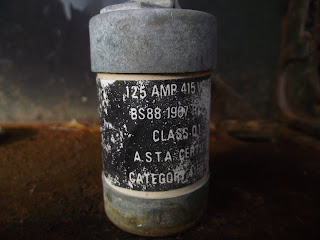 125 AMP 415 V
BS88-1967
CLASS Q1
A.S.T.A. CERT
CATEGORY A